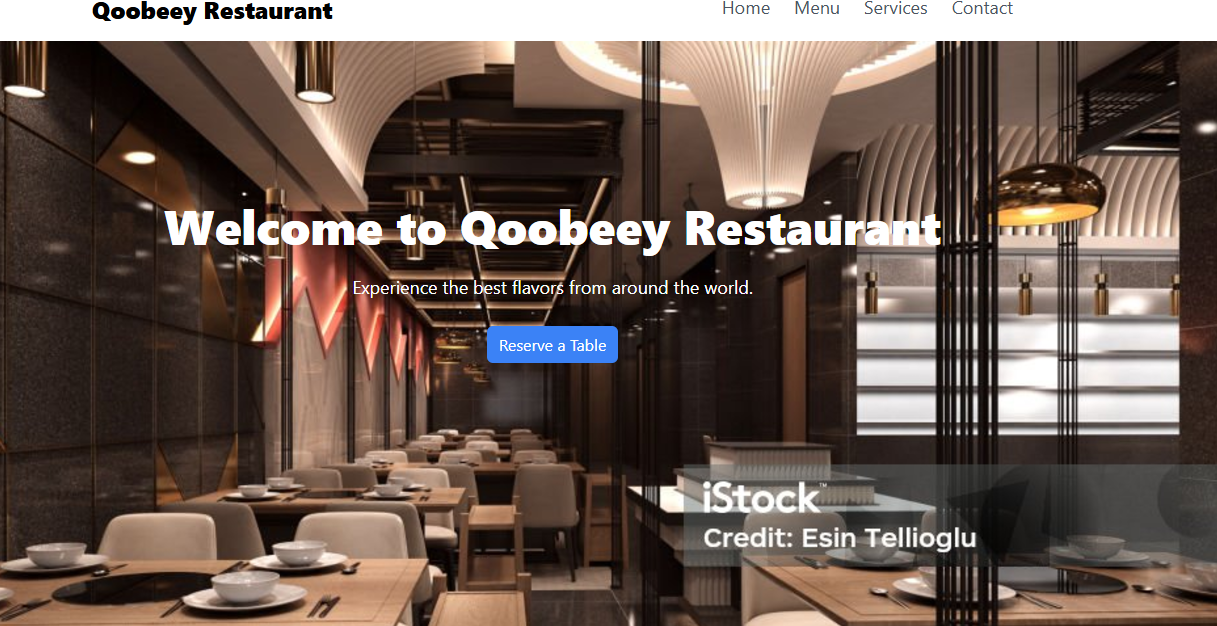 Qoobeey Restaurant
Home Menu Services Contact
Welcome to Qoobeey Restaurant
Experience the best flavors from around the world.
Reserve a Table
iStock™
Credit: Esin Tellioglu